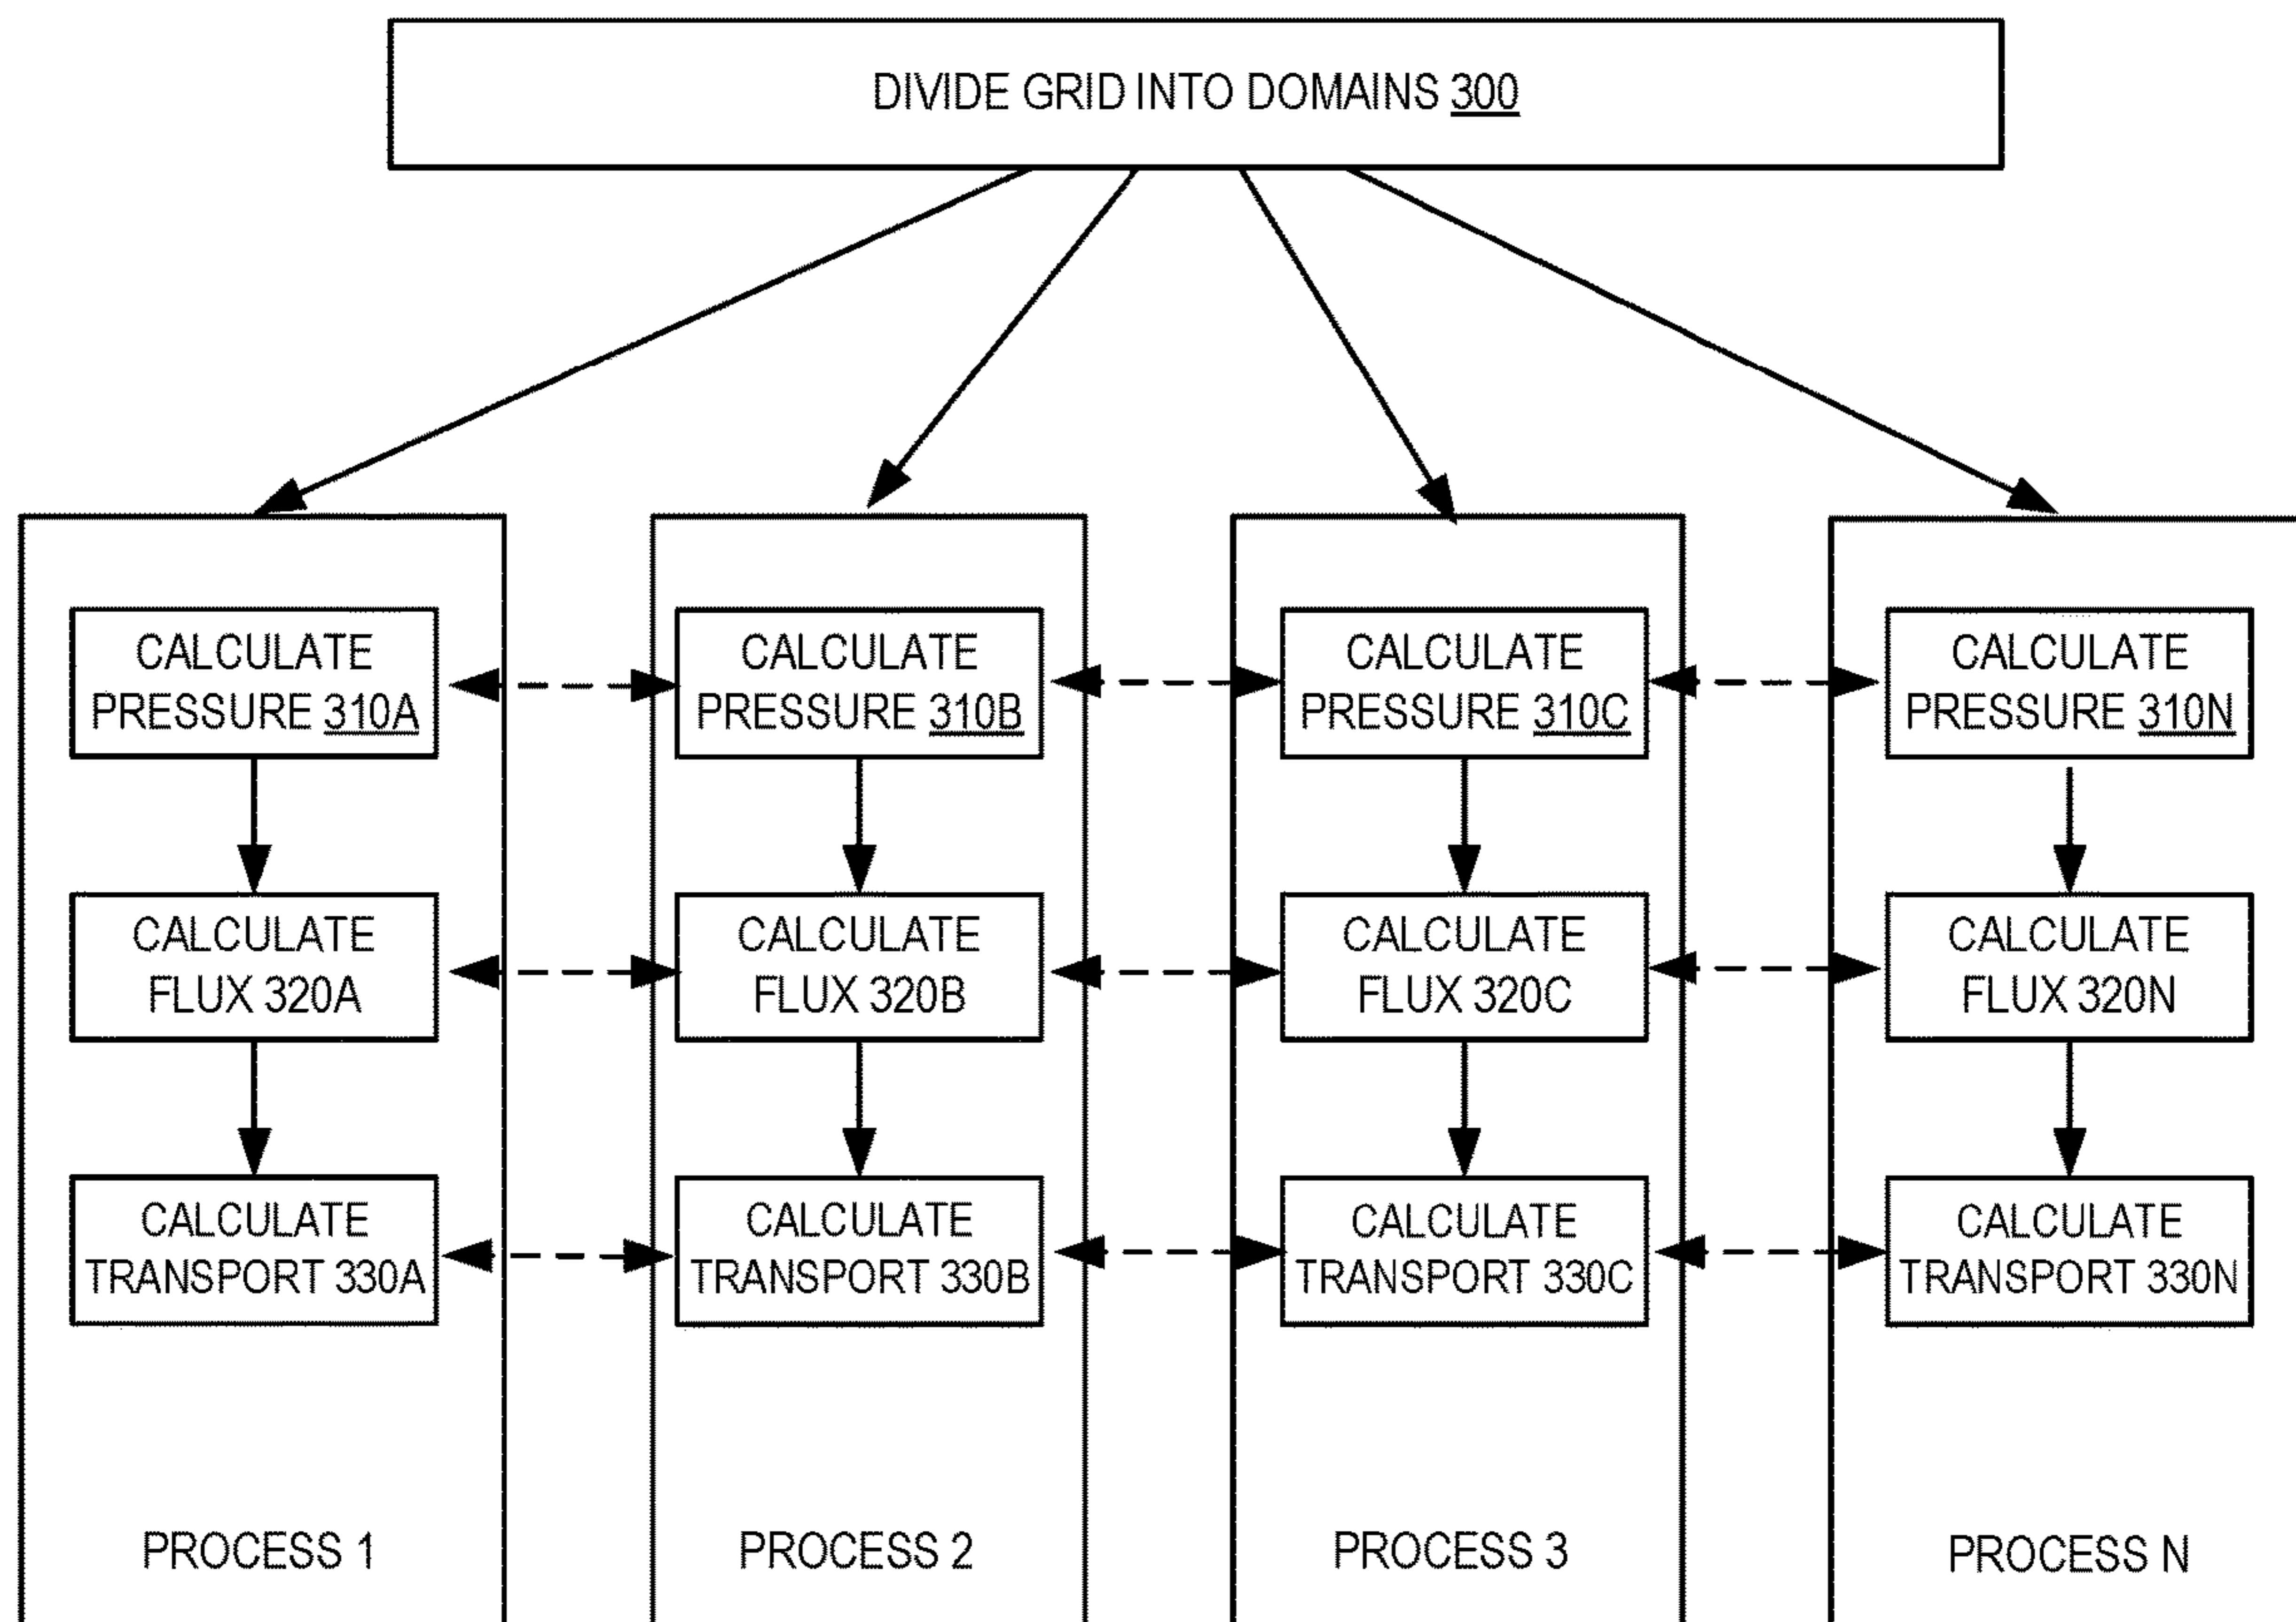 DIVIDE GRID INTO DOMAINS 300
CALCULATE
PRESSURE 310A
CALCULATE
PRESSURE 310B
CALCULATE
PRESSURE 310C
CALCULATE
PRESSURE 310N
CALCULATE
FLUX 320A
CALCULATE
FLUX 320B
CALCULATE
FLUX 320C
CALCULATE
FLUX 320N
CALCULATE
TRANSPORT 330A
CALCULATE
TRANSPORT 330B
CALCULATE
TRANSPORT 330C
CALCULATE
TRANSPORT 330N
PROCESS 1
PROCESS 2
PROCESS 3
PROCESS N